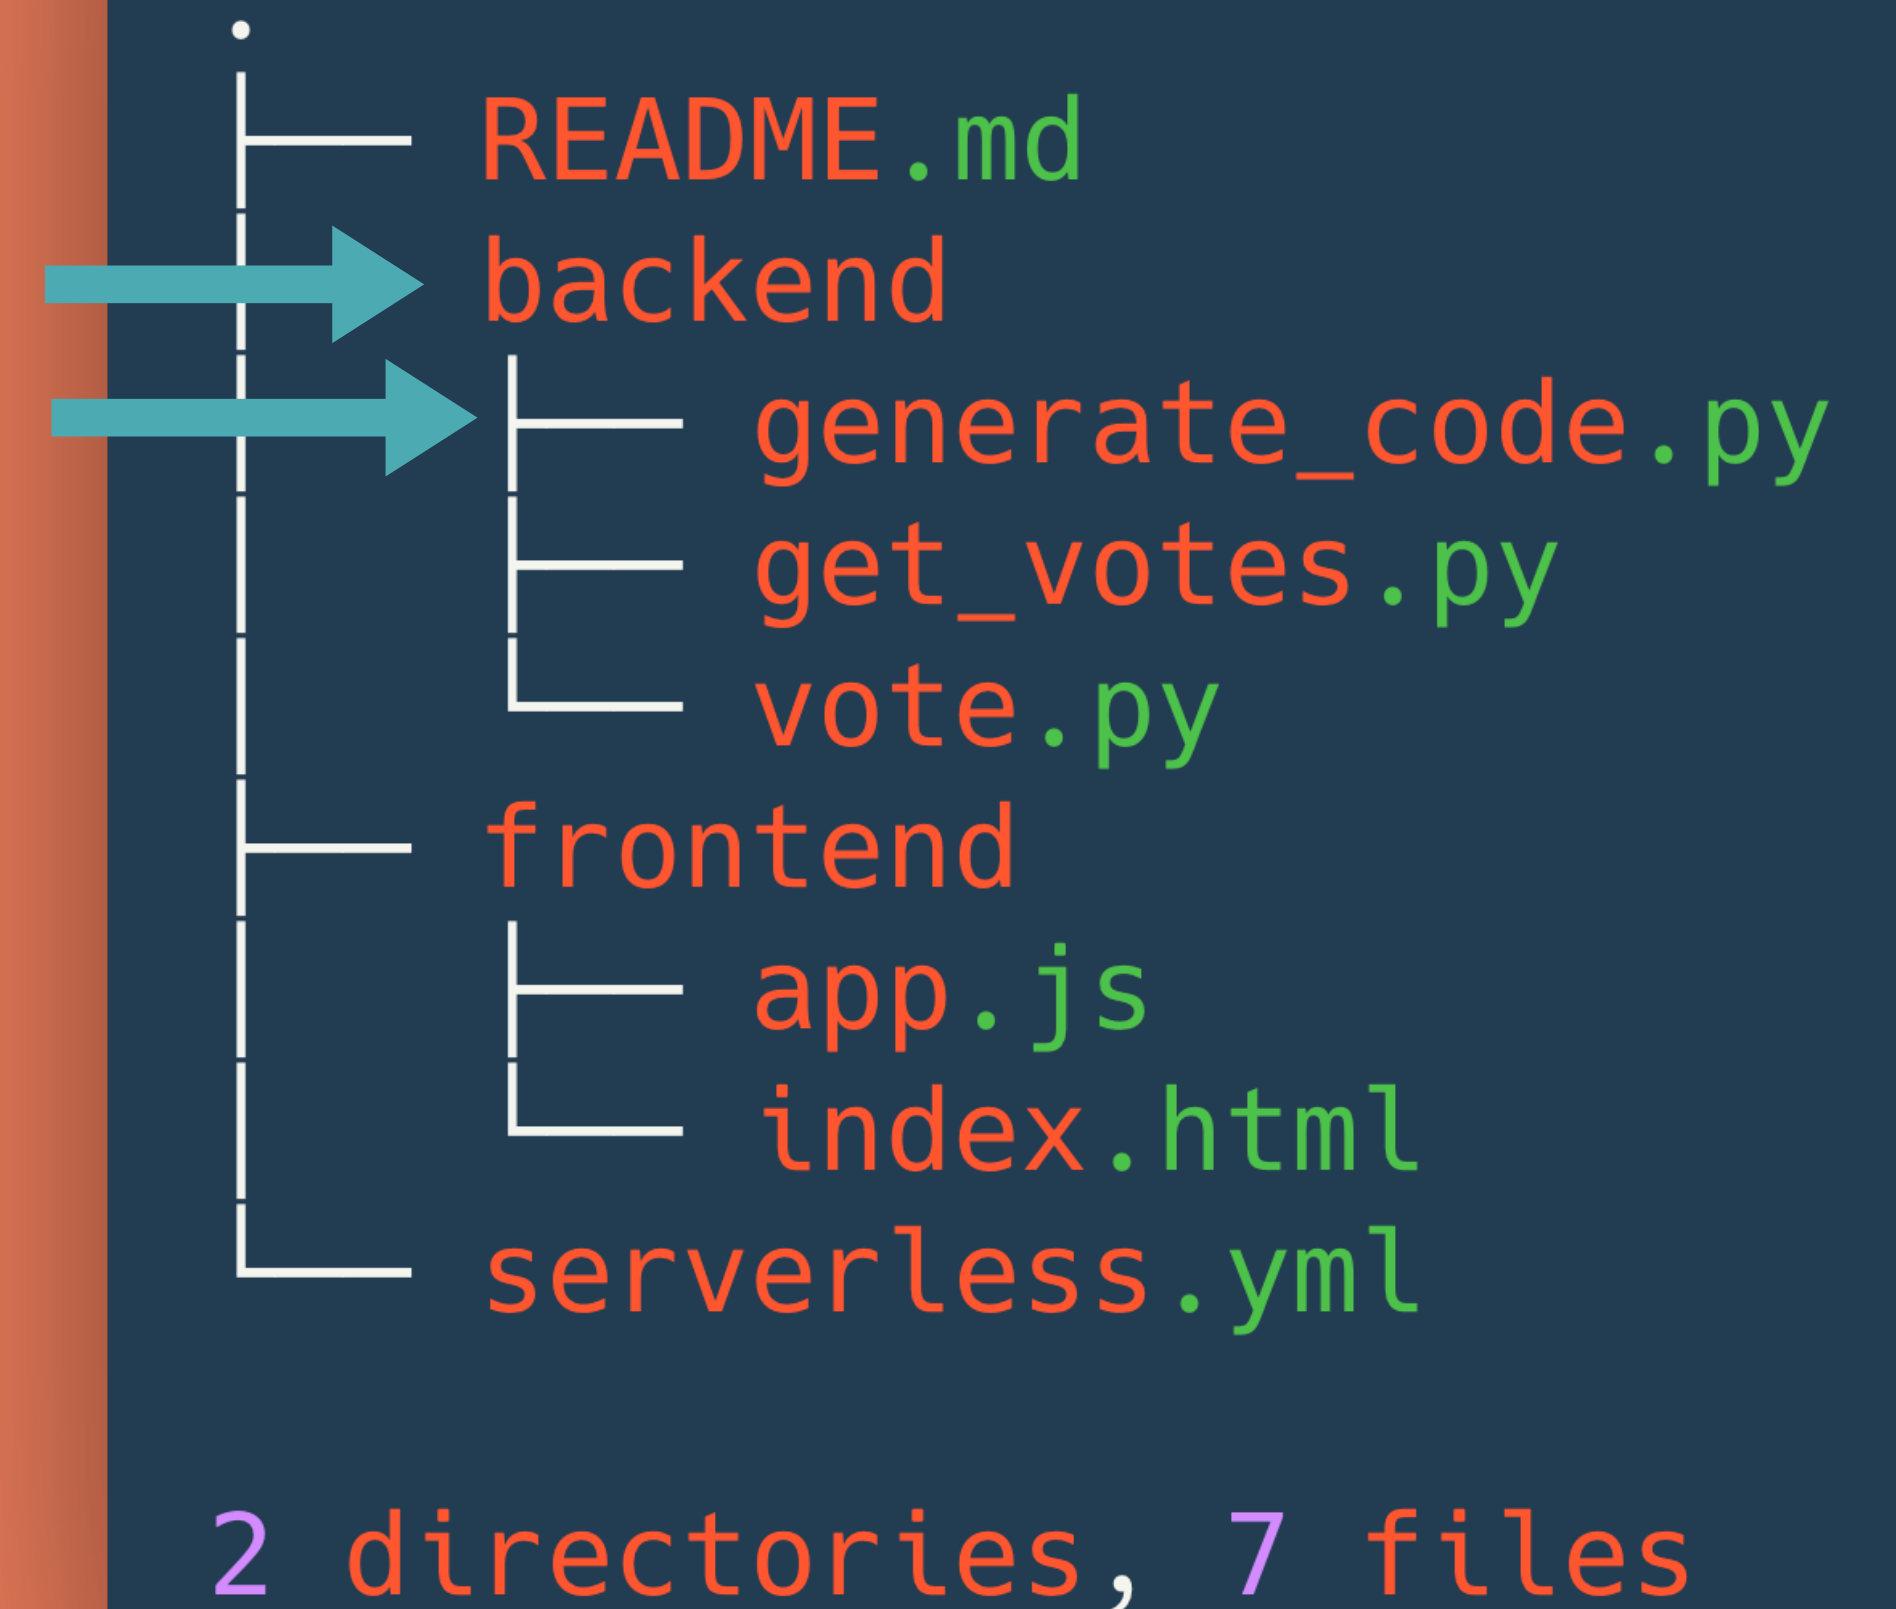 .
├── README.md
backend
├── generate_code.py
├── get_votes.py
└── vote.py
├── frontend
├── app.js
└── index.html
└── serverless.yml
2 directories, 7 files